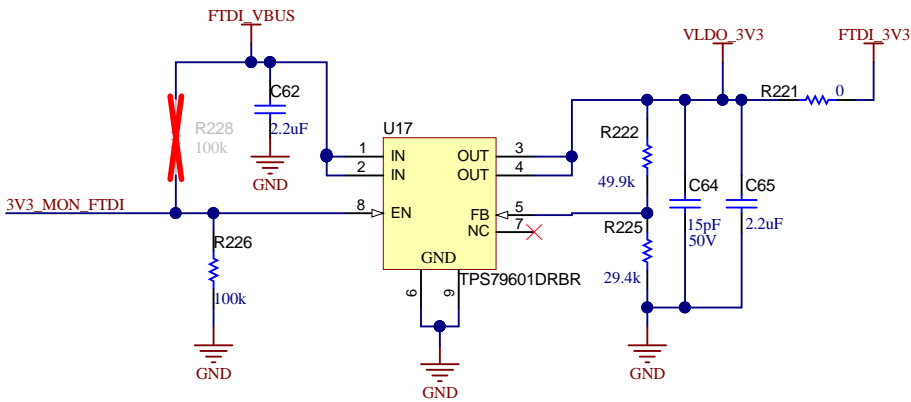 FTDI_VBUS
VLDO_3V3
FTDI_3V3
C62
2.2uF
GND
R228
100k
U17
1 IN OUT 3
2 IN OUT 4
8 EN FB 5
NC 7
GND
6 9
TPS79601DRBR
3V3_MON_FTDI
R226
100k
GND
GND
R221 0
R222
49.9k
R225
29.4k
C64
15pF
50V
C65
2.2uF
GND